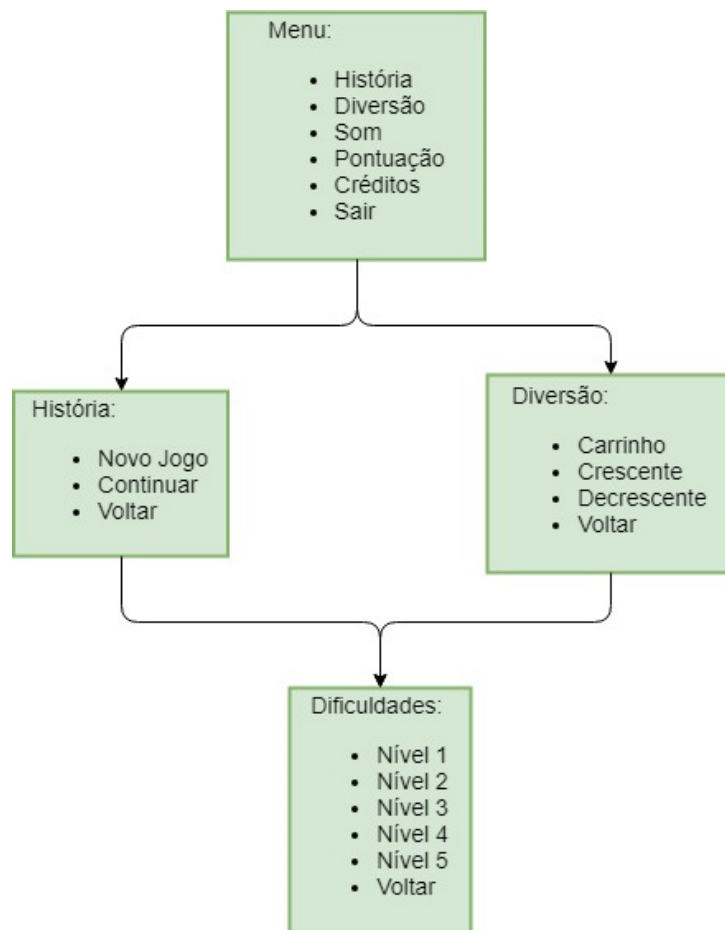 Menu:
• História
• Diversão
• Som
• Pontuação
• Créditos
• Sair
História:
• Novo Jogo
• Continuar
• Voltar
Diversão:
• Carrinho
• Crescente
• Decrescente
• Voltar
Dificuldades:
• Nível 1
• Nível 2
• Nível 3
• Nível 4
• Nível 5
• Voltar